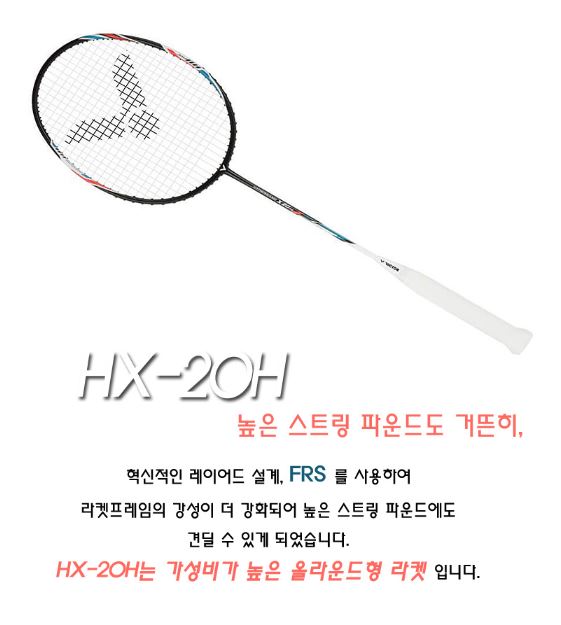 VICTOR
HX-20H
높은 스트링 파운드도 거뜬히,
혁신적인 레이어드 설계, FRS 를 사용하여
라켓프레임의 강성이 더 강화되어 높은 스트링 파운드에도
견딜 수 있게 되었습니다.
HX-20H는 가성비가 높은 올라운드형 라켓 입니다.